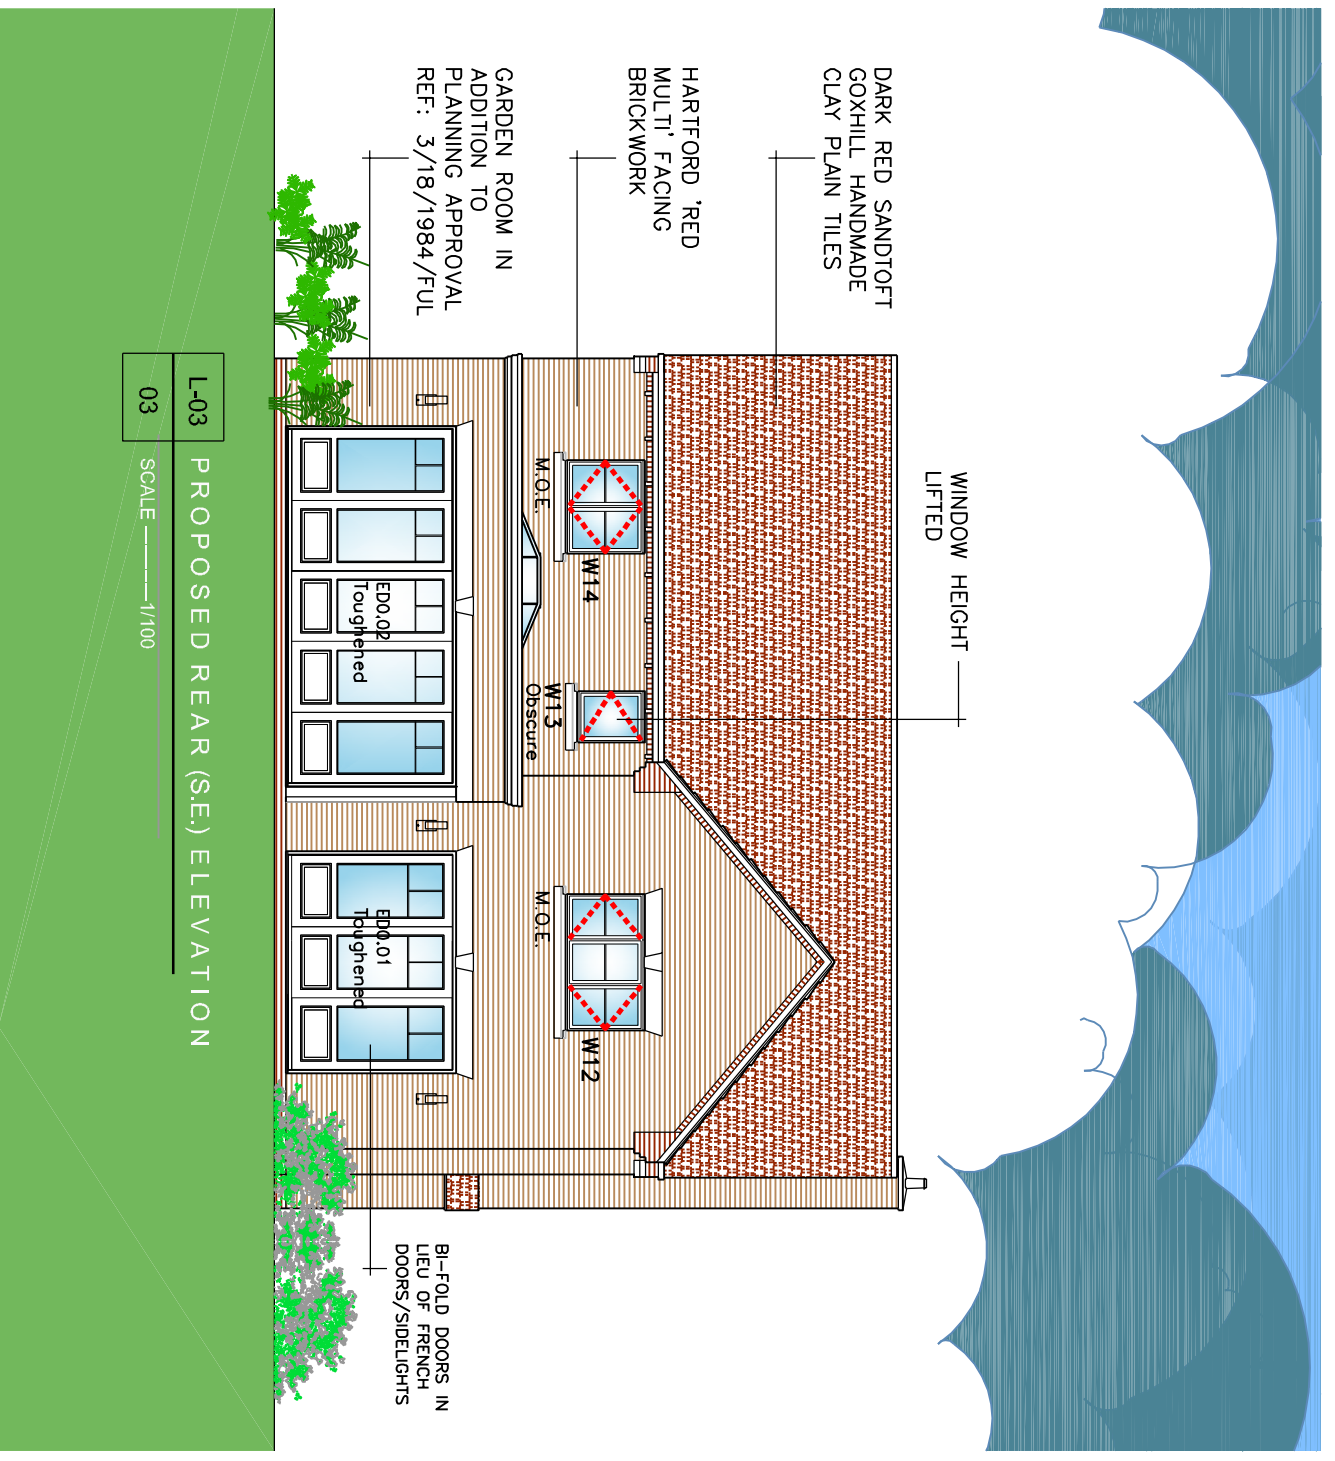 WINDOW HEIGHT
LIFTED
DARK RED SANDTOFT
GOXHILL HANDMADE
CLAY PLAIN TILES
HARTFORD 'RED
MULTI' FACING
BRICKWORK
GARDEN ROOM IN
ADDITION TO
PLANNING APPROVAL
REF: 3/18/1984/FUL
W14
M.O.E.
W13
Obscure
W12
M.O.E.
ED0.02
Toughened
ED0.01
Toughened
BI-FOLD DOORS IN
LIEU OF FRENCH
DOORS/SIDELIGHTS
L-03
03
PROPOSED REAR (S.E.) ELEVATION
SCALE ———— 1/100